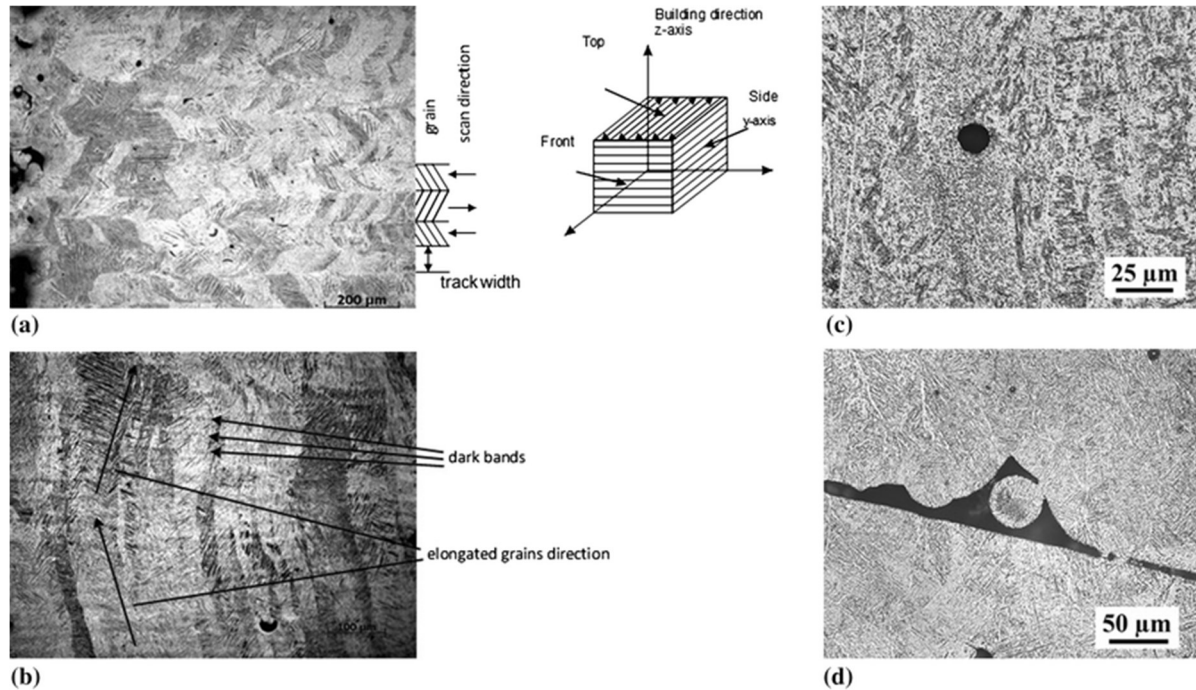 Building direction
z-axis
Top
Side
y-axis
Front
grain
scan direction
track width
200 µm
(a)
25 µm
(c)
dark bands
elongated grains direction
100 µm
(b)
50 µm
(d)